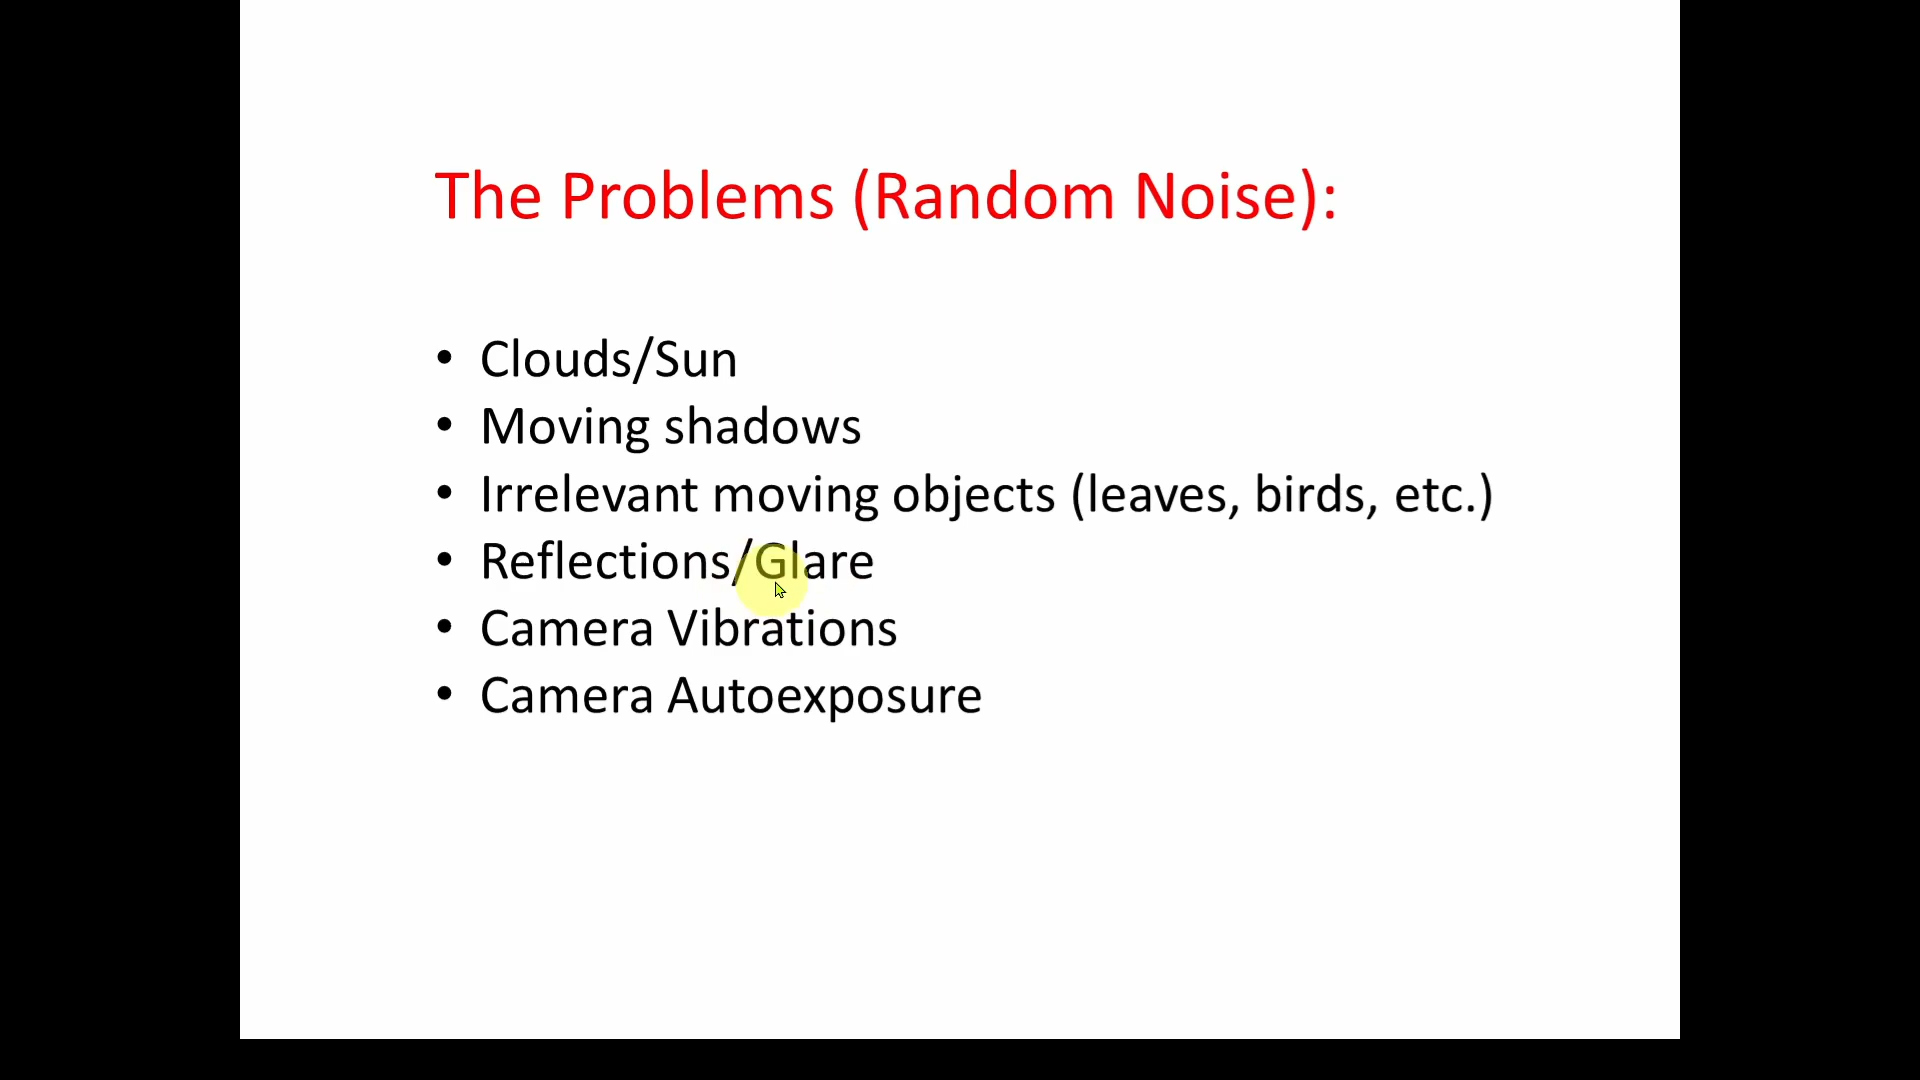 The Problems (Random Noise):
• Clouds/Sun
• Moving shadows
• Irrelevant moving objects (leaves, birds, etc.)
• Reflections/Glare
• Camera Vibrations
• Camera Autoexposure